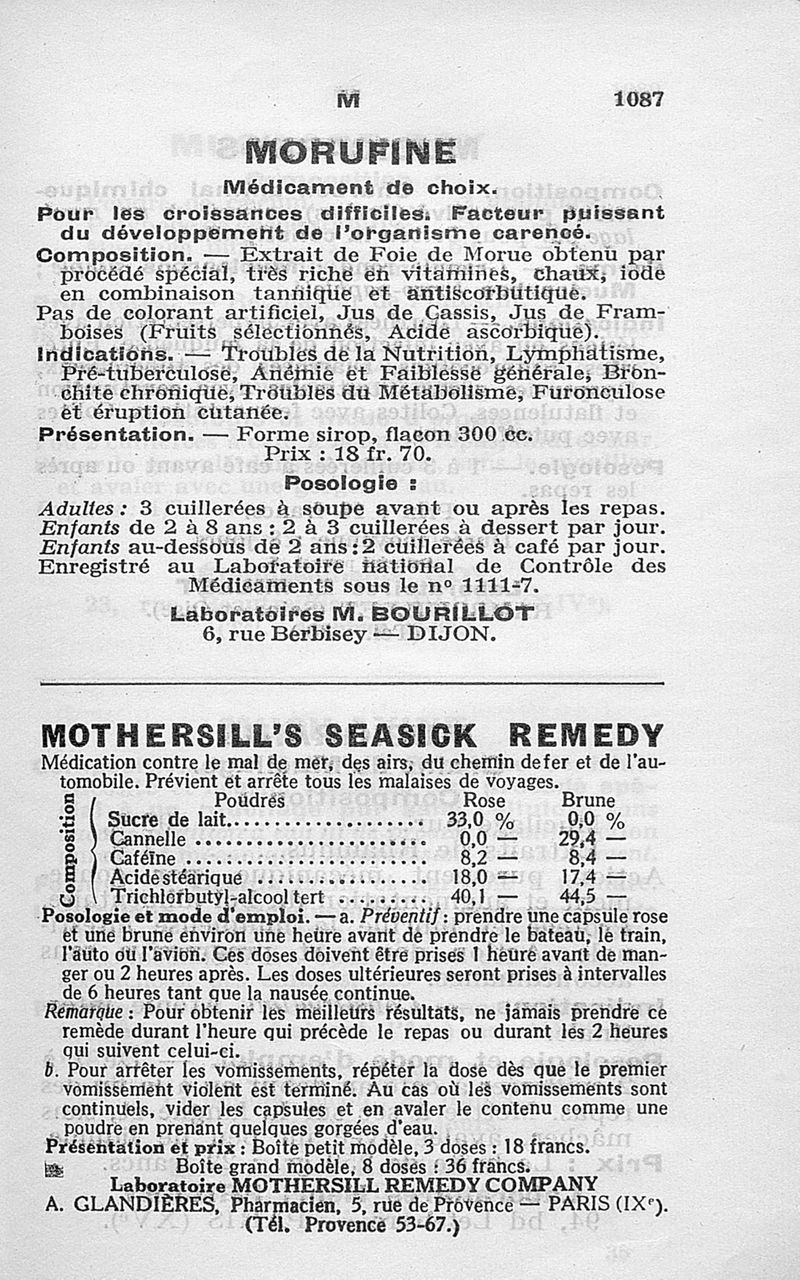 M 1087
MORUFINE
Médicament de choix.
Pour les croissances difficiles. Facteur puissant
du développement de l'organisme carencé.
Composition. — Extrait de Foie de Morue obtenu par
procédé spécial, très riche en vitamines, chaux, iode
en combinaison tannique et antiscorbutique.
Pas de colorant artificiel, Jus de Cassis, Jus de Fram-
boises (Fruits sélectionnés, Acide ascorbique).
Indications. — Troubles de la Nutrition, Lymphatisme,
Pré-tuberculose, Anémie et Faiblesse générale, Bron-
chite chronique, Troubles du Métabolisme, Furonculose
et éruption cutanée.
Présentation. — Forme sirop, flacon 300 cc.
Prix : 18 fr. 70.
Posologie :
Adultes : 3 cuillerées à soupe avant ou après les repas.
Enfants de 2 à 8 ans : 2 à 3 cuillerées à dessert par jour.
Enfants au-dessous de 2 ans : 2 cuillerées à café par jour.
Enregistré au Laboratoire national de Contrôle des
Médicaments sous le nº 1111-7.
Laboratoires M. BOURILLOT
6, rue Berbisey — DIJON.
MOTHERSILL'S SEASICK REMEDY
Médication contre le mal de mer, des airs, du chemin de fer et de l'au-
tomobile. Prévient et arrête tous les malaises de voyages.
Composition
Poudres Rose Brune
Sucre de lait.................... 33,0 % 0,0 %
Cannelle ........................ 0,0 — 29,4 —
Caféine ......................... 8,2 — 8,4 —
Acide stéarique ................. 18,0 — 17,4 —
Trichlorbutyl-alcool tert ......... 40,1 — 44,5 —
Posologie et mode d'emploi. — a. Préventif : prendre une capsule rose
et une brune environ une heure avant de prendre le bateau, le train,
l'auto ou l'avion. Ces doses doivent être prises 1 heure avant de man-
ger ou 2 heures après. Les doses ultérieures seront prises à intervalles
de 6 heures tant que la nausée continue.
Remarque : Pour obtenir les meilleurs résultats, ne jamais prendre ce
remède durant l'heure qui précède le repas ou durant les 2 heures
qui suivent celui-ci.
b. Pour arrêter les vomissements, répéter la dose dès que le premier
vomissement violent est terminé. Au cas où les vomissements sont
continuels, vider les capsules et en avaler le contenu comme une
poudre en prenant quelques gorgées d'eau.
Présentation et prix : Boîte petit modèle, 3 doses : 18 francs.
Boîte grand modèle, 8 doses : 36 francs.
Laboratoire MOTHERSILL REMEDY COMPANY
A. GLANDIÈRES, Pharmacien, 5, rue de Provence — PARIS (IXe).
(Tél. Provence 53-67.)